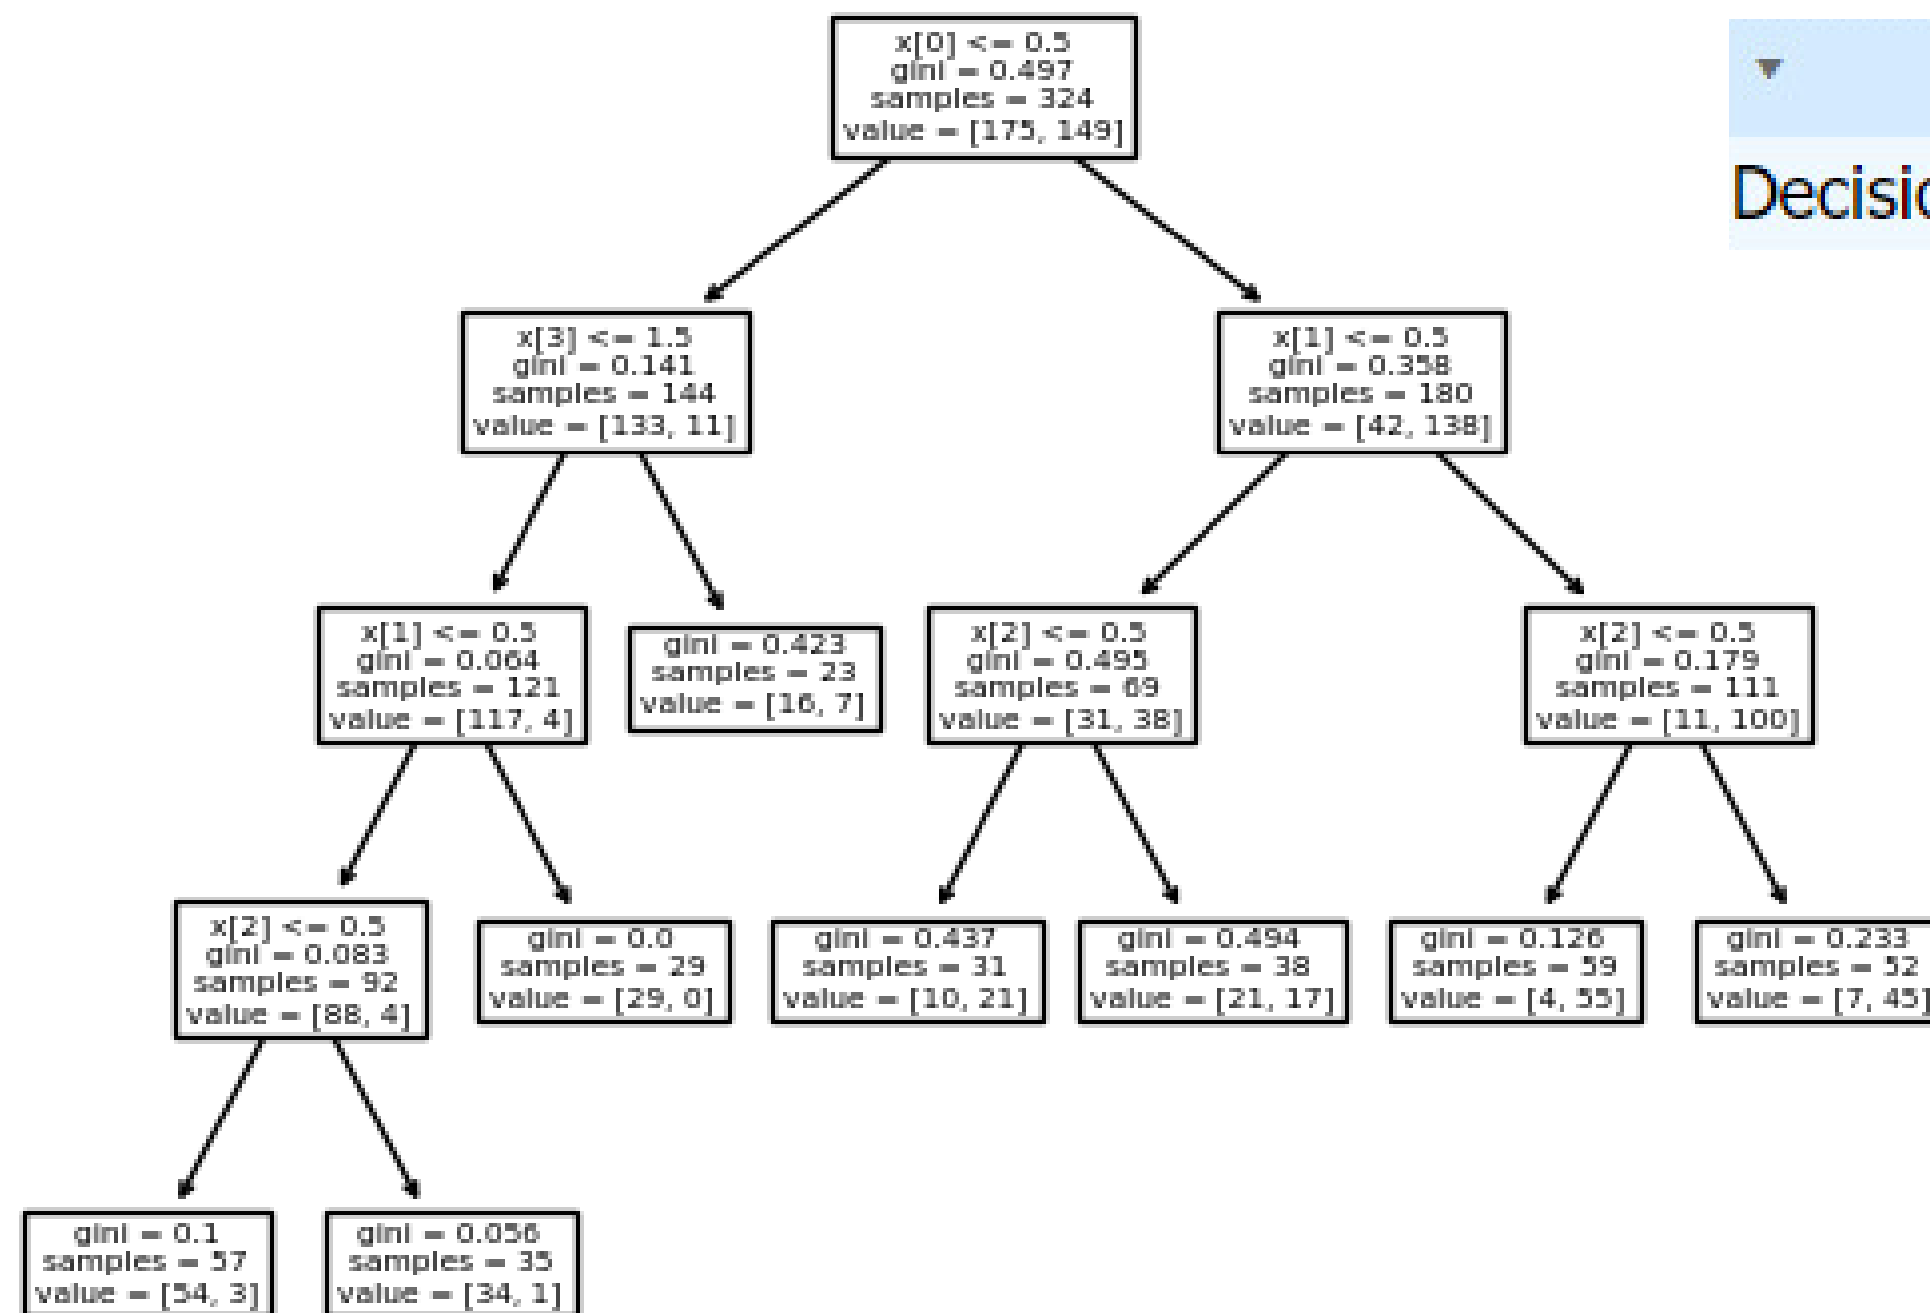 x[0] <= 0.5
gini = 0.497
samples = 324
value = [175, 149]
Decisio
x[3] <= 1.5
gini = 0.141
samples = 144
value = [133, 11]
x[1] <= 0.5
gini = 0.358
samples = 180
value = [42, 138]
x[1] <= 0.5
gini = 0.064
samples = 121
value = [117, 4]
gini = 0.423
samples = 23
value = [16, 7]
x[2] <= 0.5
gini = 0.495
samples = 69
value = [31, 38]
x[2] <= 0.5
gini = 0.179
samples = 111
value = [11, 100]
x[2] <= 0.5
gini = 0.083
samples = 92
value = [88, 4]
gini = 0.0
samples = 29
value = [29, 0]
gini = 0.437
samples = 31
value = [10, 21]
gini = 0.494
samples = 38
value = [21, 17]
gini = 0.126
samples = 59
value = [4, 55]
gini = 0.233
samples = 52
value = [7, 45]
gini = 0.1
samples = 57
value = [54, 3]
gini = 0.056
samples = 35
value = [34, 1]